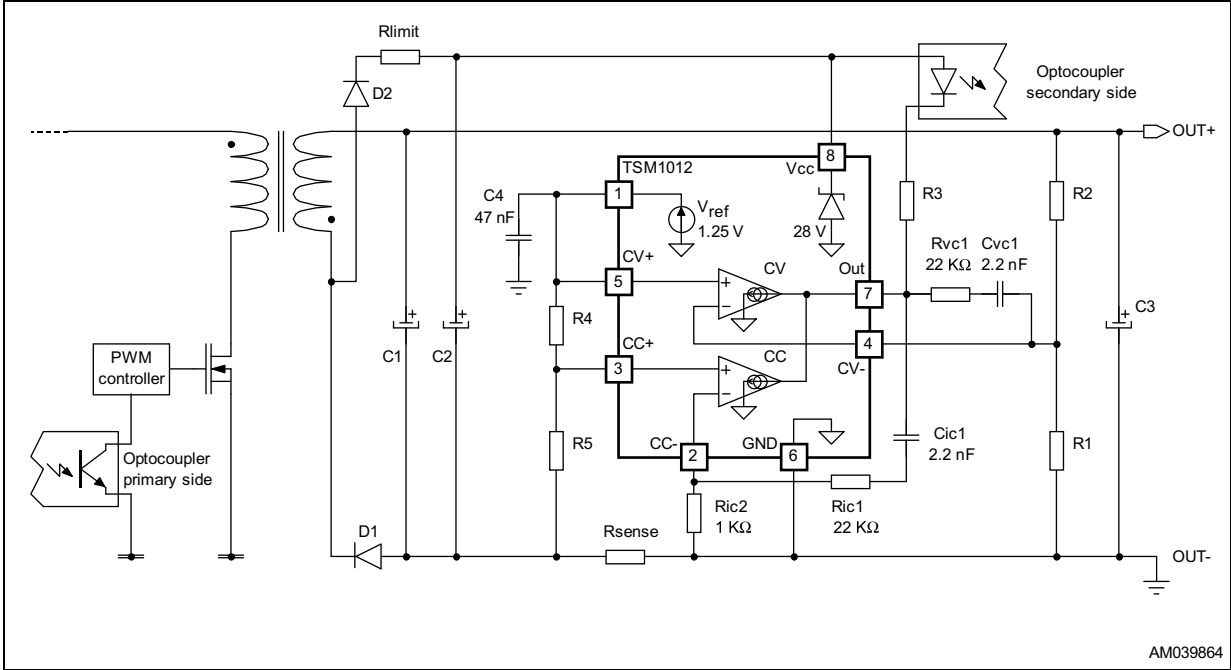 Rlimit
D2
Optocoupler
secondary side
OUT+
TSM1012
8
Vcc
1
C4
47 nF
Vref
1.25 V
28 V
R3
R2
Rvc1
22 KΩ
Cvc1
2.2 nF
CV+
5
CV
Out
7
C3
R4
C1
C2
PWM
controller
CC+
3
CC
4
CV-
R5
CC-
2
GND
6
Cic1
2.2 nF
R1
Optocoupler
primary side
Ric2
1 KΩ
Ric1
22 KΩ
D1
Rsense
OUT-
AM039864